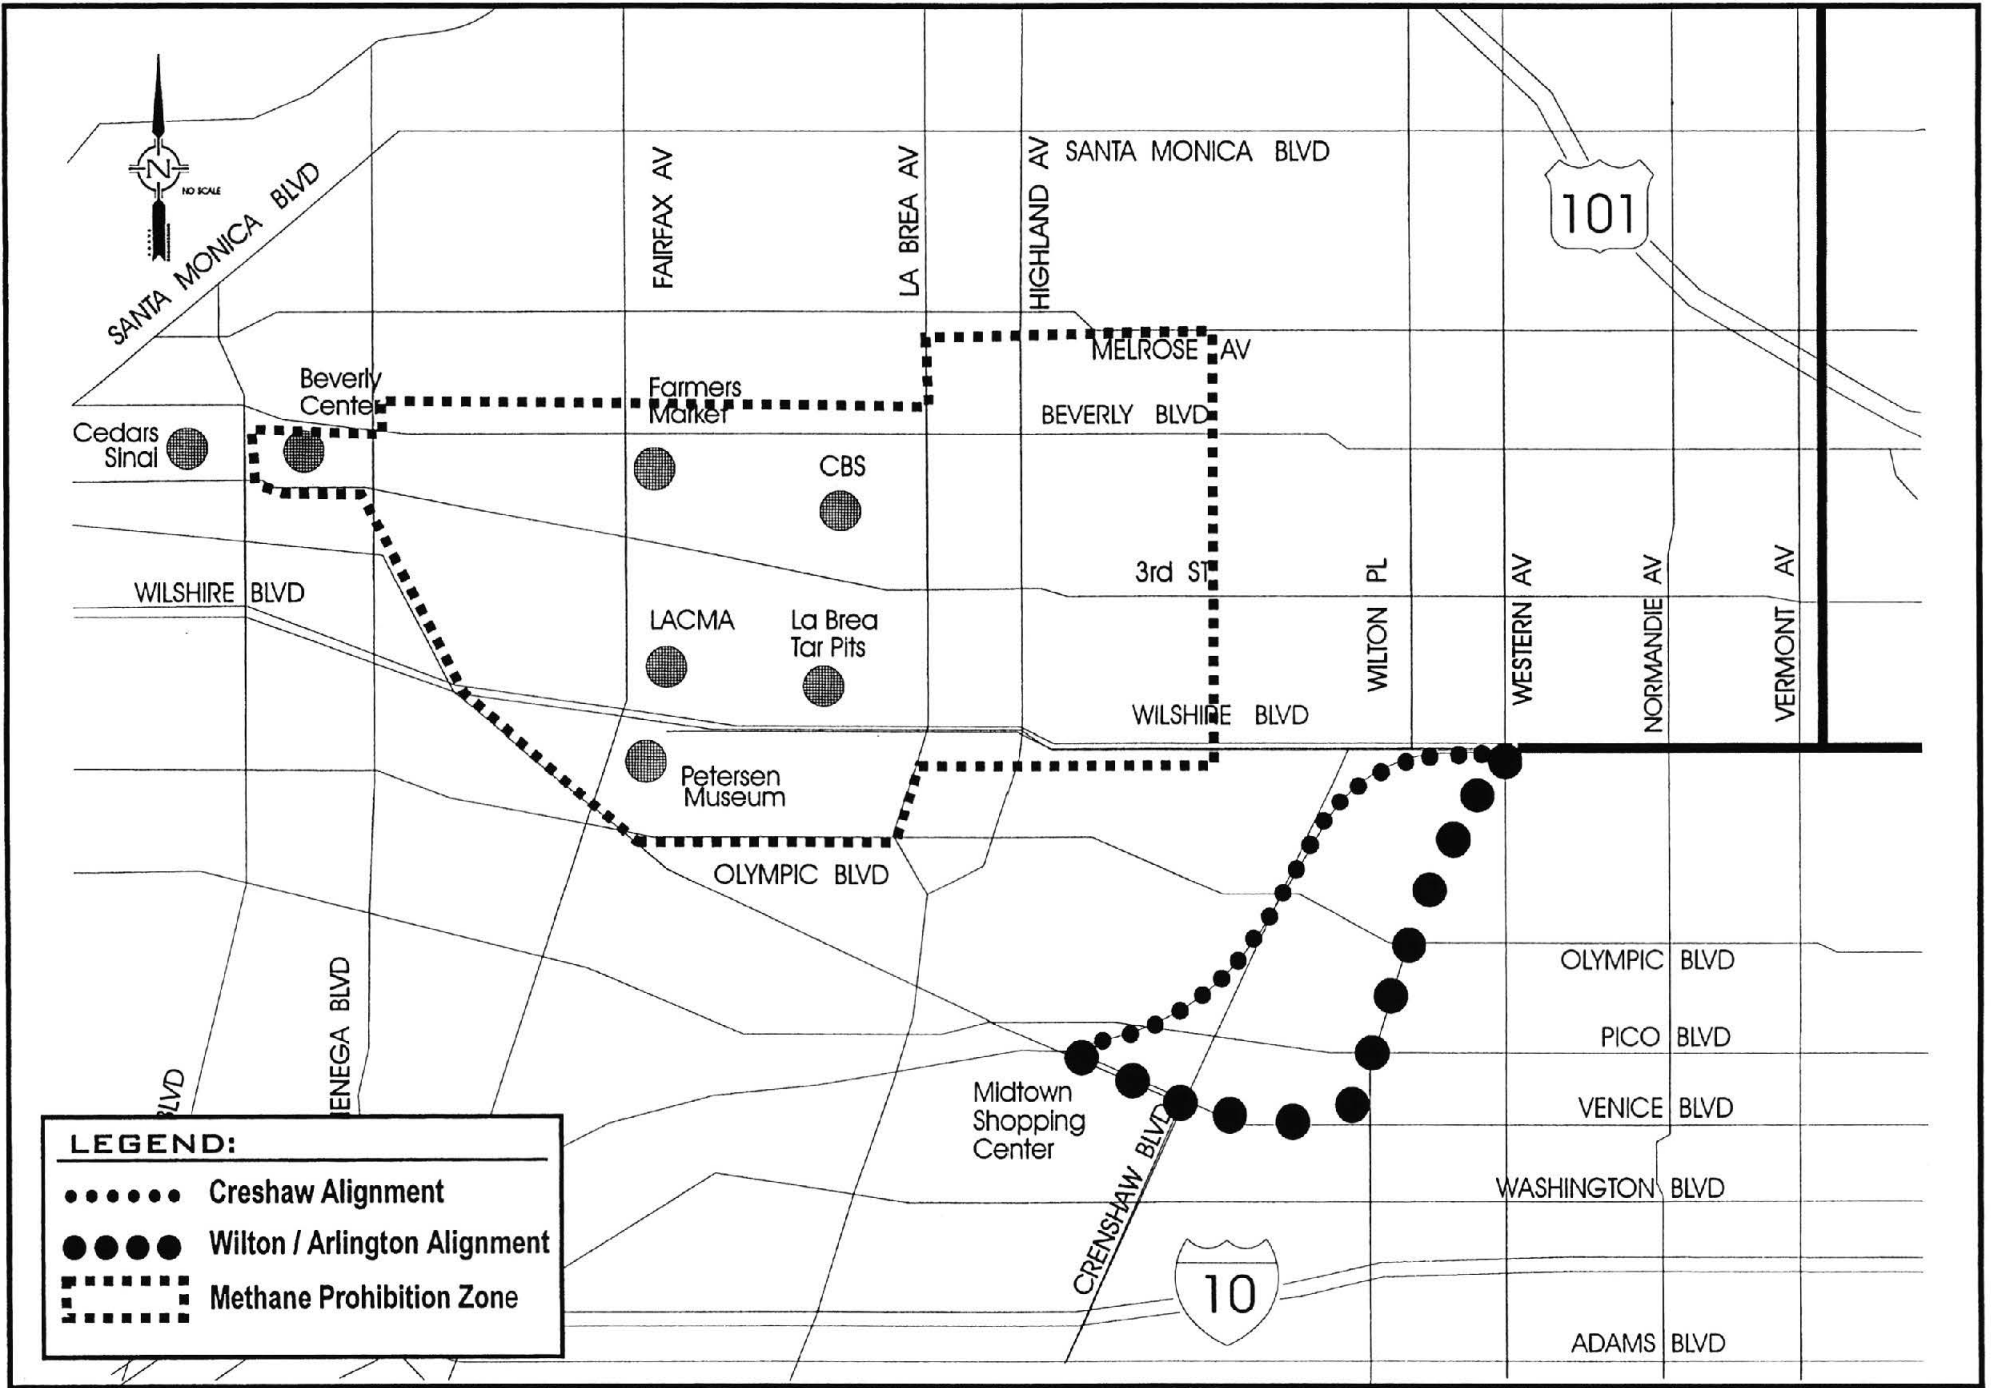 N
NO SCALE
SANTA MONICA BLVD
FAIRFAX AV
LA BREA AV
HIGHLAND AV
SANTA MONICA BLVD
101
MELROSE AV
Beverly
Center
Farmers
Market
BEVERLY BLVD
Cedars
Sinai
CBS
3rd ST
WILSHIRE BLVD
LACMA
La Brea
Tar Pits
WILTON PL
WESTERN AV
NORMANDIE AV
VERMONT AV
WILSHIRE BLVD
Petersen
Museum
OLYMPIC BLVD
OLYMPIC BLVD
ENEGA BLVD
BLVD
PICO BLVD
Midtown
Shopping
Center
VENICE BLVD
CRENSHAW BLVD
WASHINGTON BLVD
10
ADAMS BLVD
LEGEND:
Creshaw Alignment
Wilton / Arlington Alignment
Methane Prohibition Zone